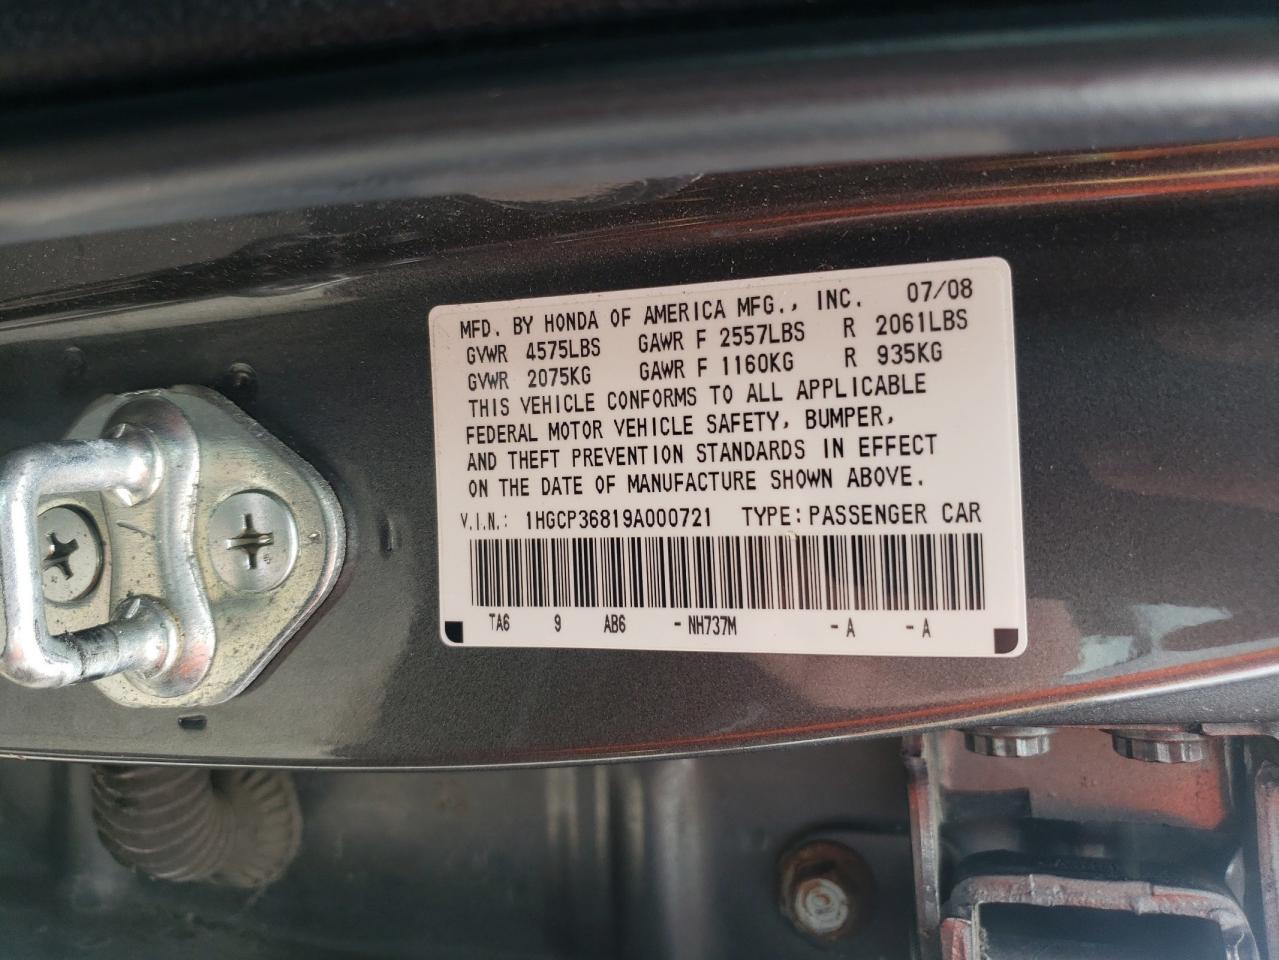 MFD. BY HONDA OF AMERICA MFG., INC. 07/08
GVWR 4575LBS GAWR F 2557LBS R 2061LBS
GVWR 2075KG GAWR F 1160KG R 935KG
THIS VEHICLE CONFORMS TO ALL APPLICABLE
FEDERAL MOTOR VEHICLE SAFETY, BUMPER,
AND THEFT PREVENTION STANDARDS IN EFFECT
ON THE DATE OF MANUFACTURE SHOWN ABOVE.
V.I.N.: 1HGCP36819A000721 TYPE: PASSENGER CAR
TA6 9 AB6 -NH737M -A -A